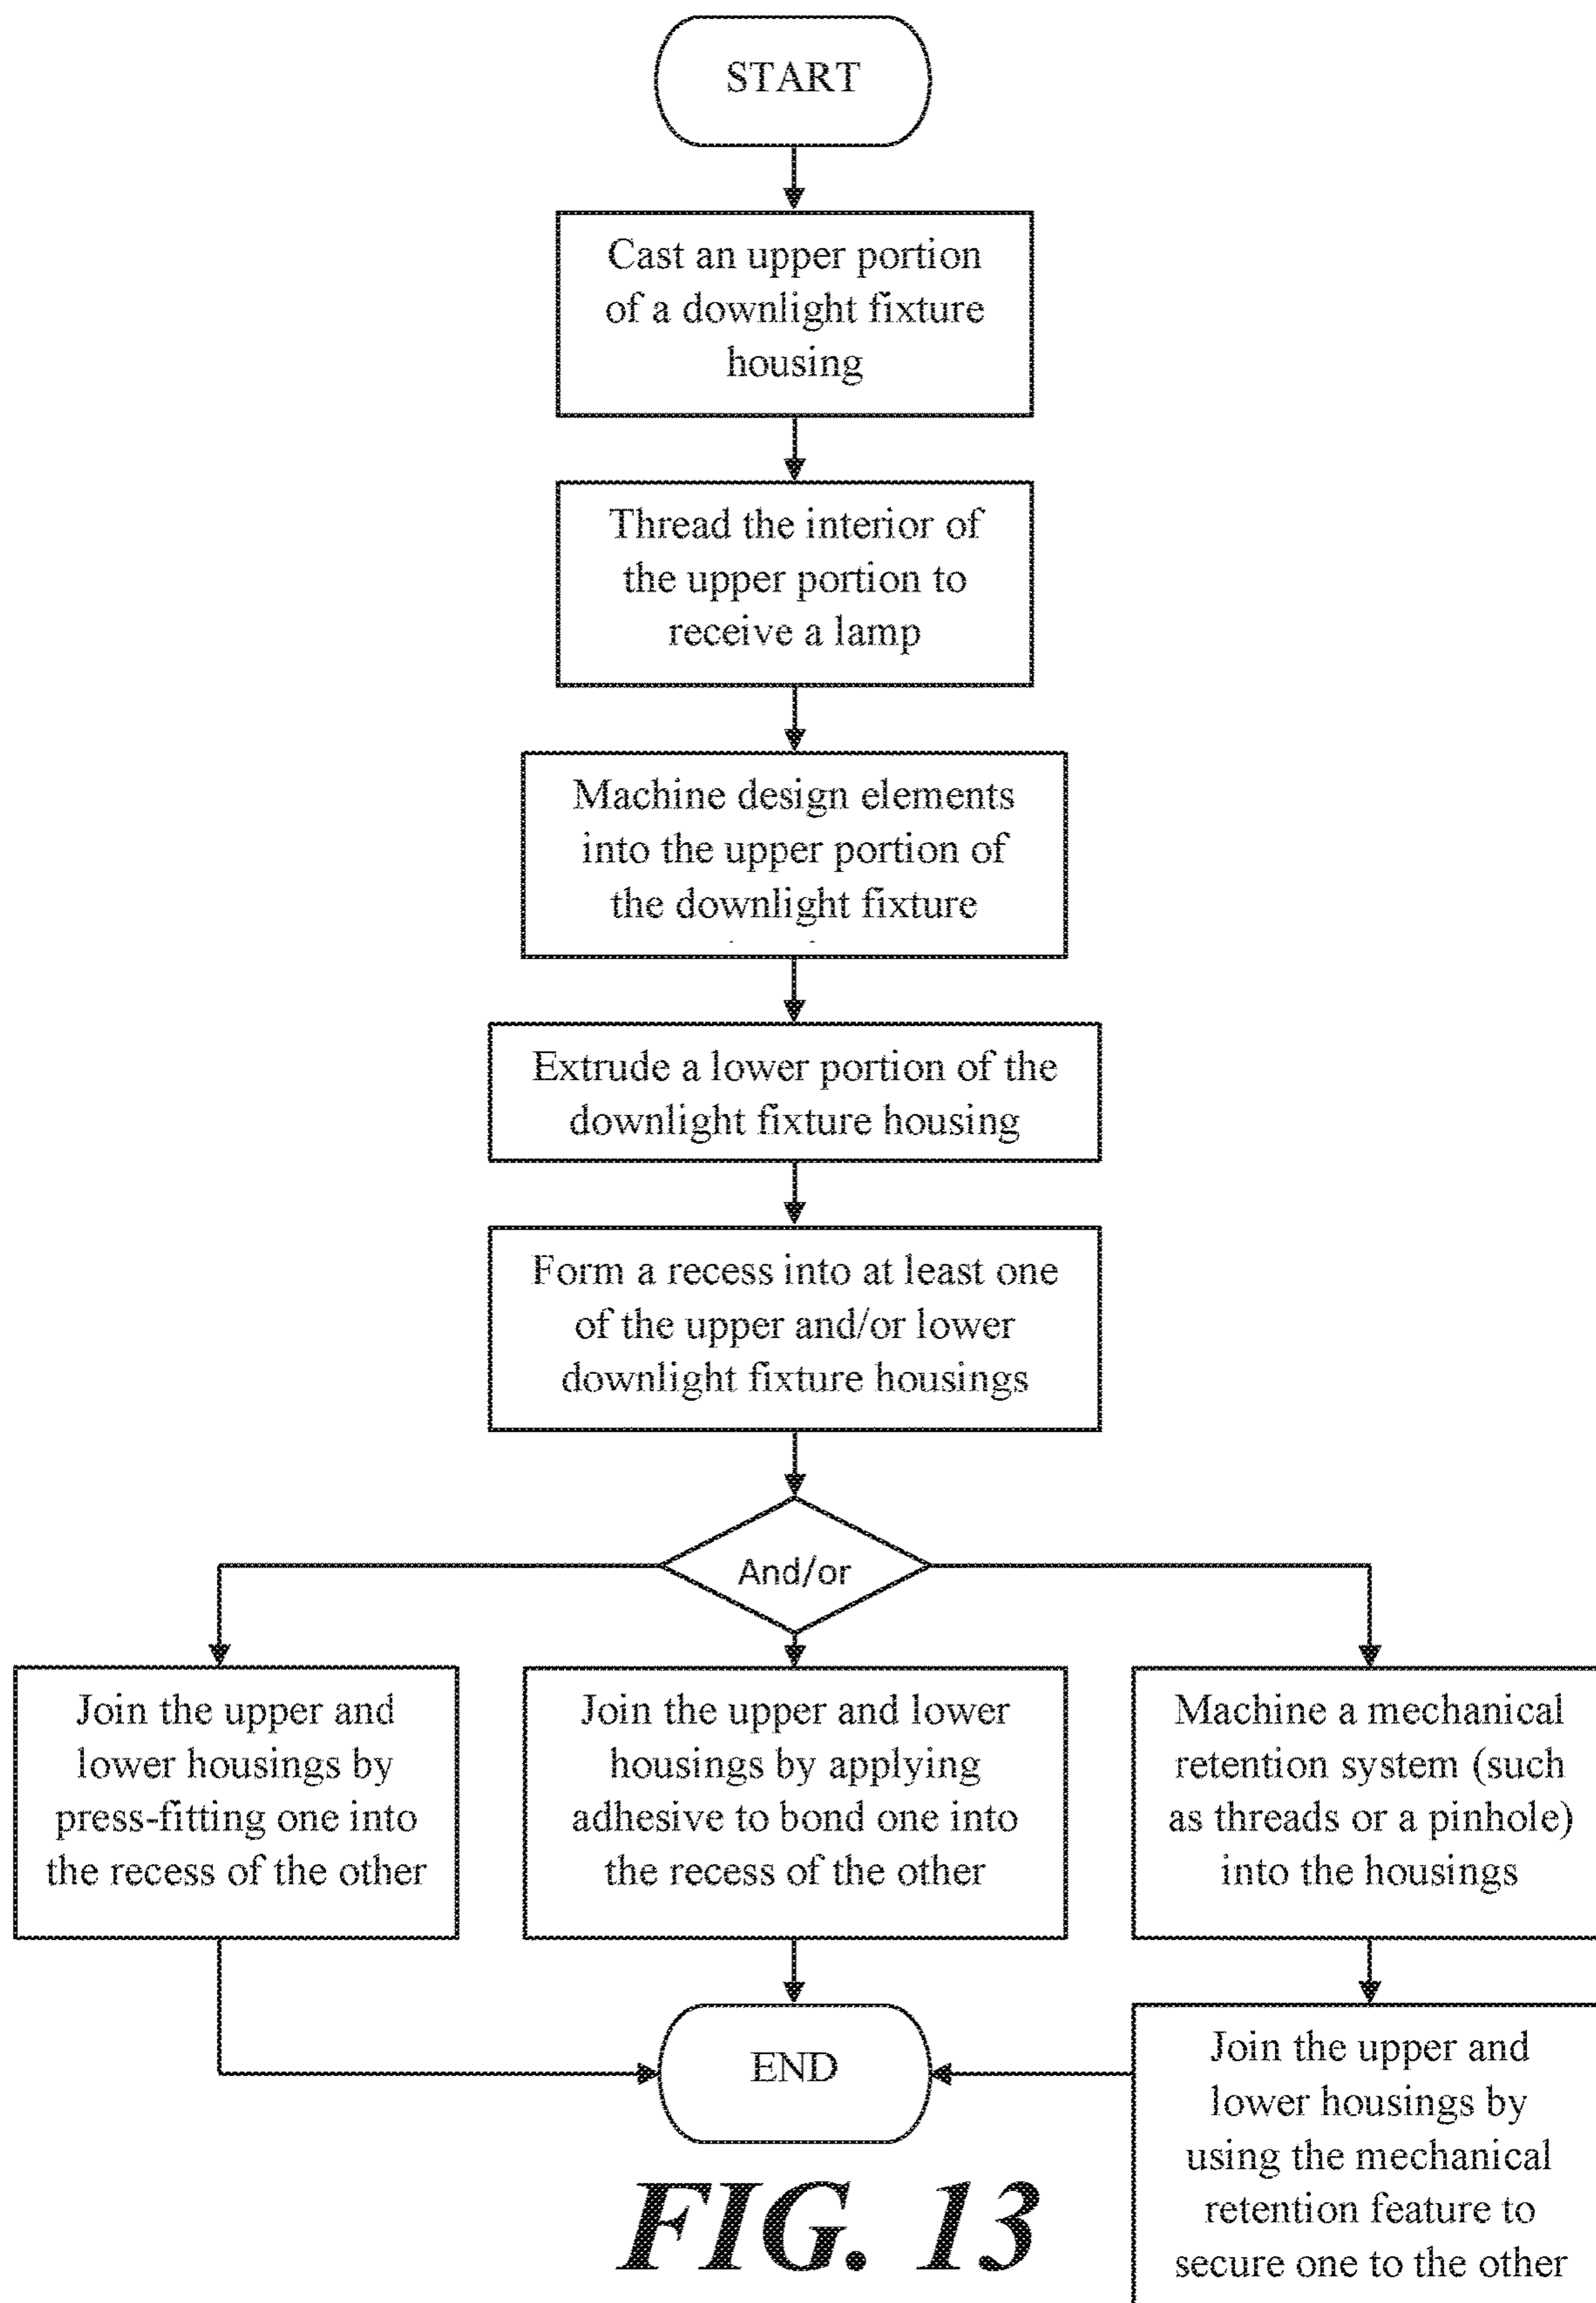 START
Cast an upper portion
of a downlight fixture
housing
Thread the interior of
the upper portion to
receive a lamp
Machine design elements
into the upper portion of
the downlight fixture
Extrude a lower portion of the
downlight fixture housing
Form a recess into at least one
of the upper and/or lower
downlight fixture housings
And/or
Join the upper and
lower housings by
press-fitting one into
the recess of the other
Join the upper and lower
housings by applying
adhesive to bond one into
the recess of the other
Machine a mechanical
retention system (such
as threads or a pinhole)
into the housings
END
Join the upper and
lower housings by
using the mechanical
retention feature to
secure one to the other
FIG. 13